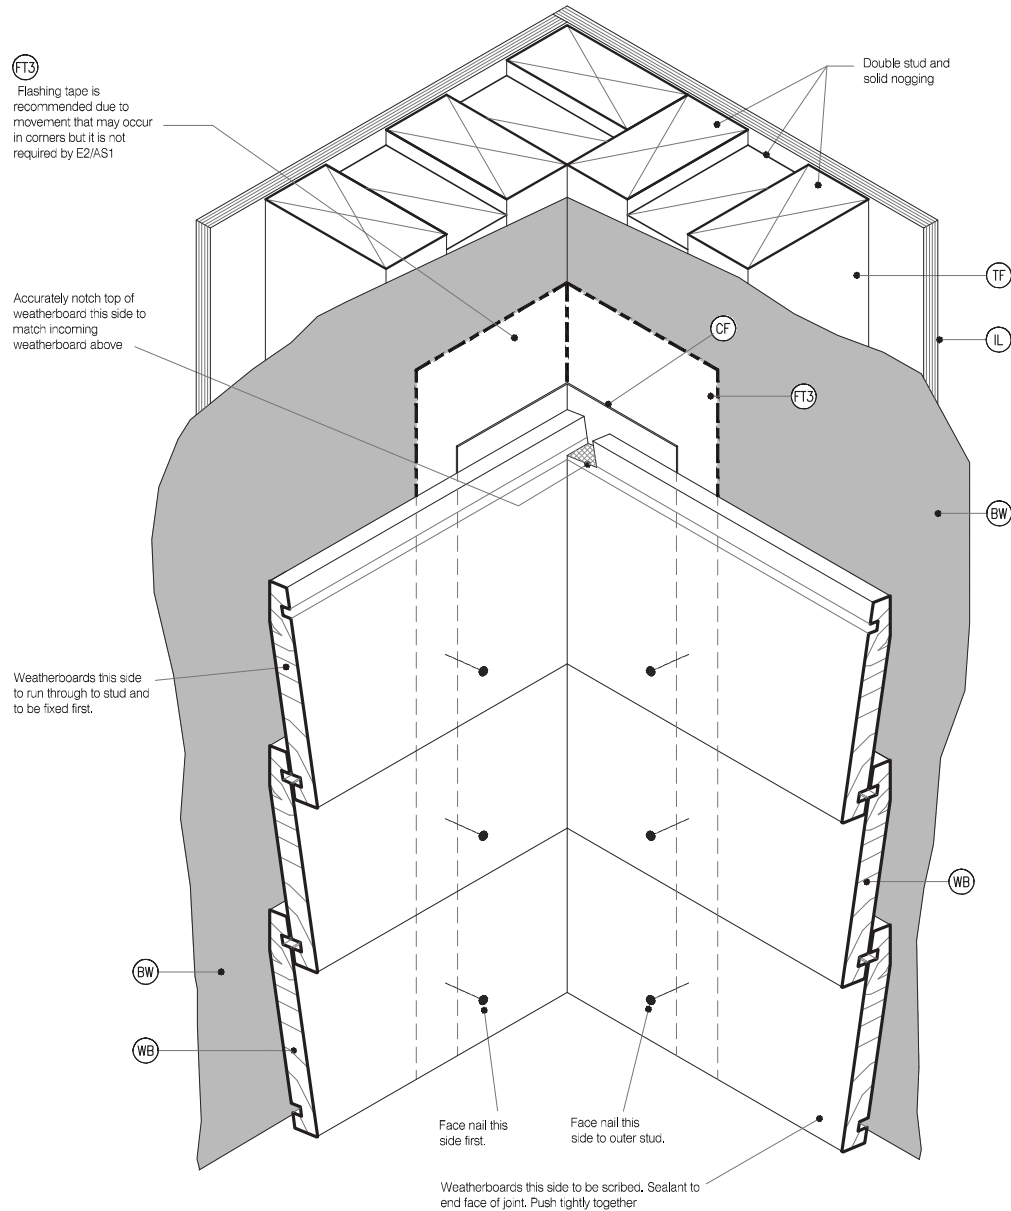 FT3
Flashing tape is
recommended due to
movement that may occur
in corners but it is not
required by E2/AS1
Double stud and
solid nogging
TF
Accurately notch top of
weatherboard this side to
match incoming
weatherboard above
CF
IL
FT3
BW
Weatherboards this side
to run through to stud and
to be fixed first.
WB
BW
WB
Face nail this
side first.
Face nail this
side to outer stud.
Weatherboards this side to be scribed. Sealant to
end face of joint. Push tightly together